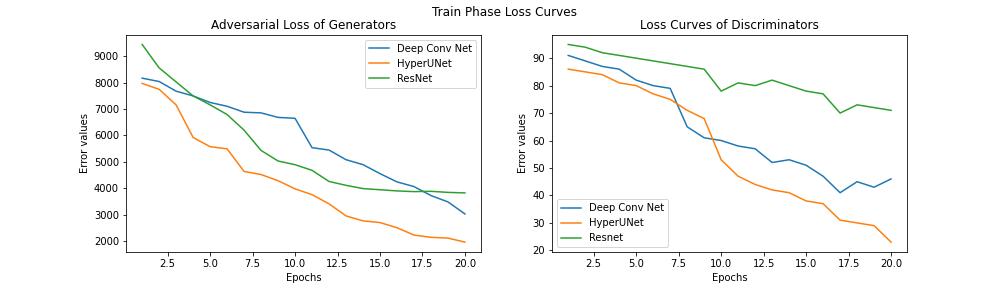 Train Phase Loss Curves
Adversarial Loss of Generators
Error values
9000
8000
7000
6000
5000
4000
3000
2000
Deep Conv Net
HyperUNet
ResNet
2.5 5.0 7.5 10.0 12.5 15.0 17.5 20.0
Epochs
Loss Curves of Discriminators
Error values
90
80
70
60
50
40
30
20
Deep Conv Net
HyperUNet
Resnet
2.5 5.0 7.5 10.0 12.5 15.0 17.5 20.0
Epochs